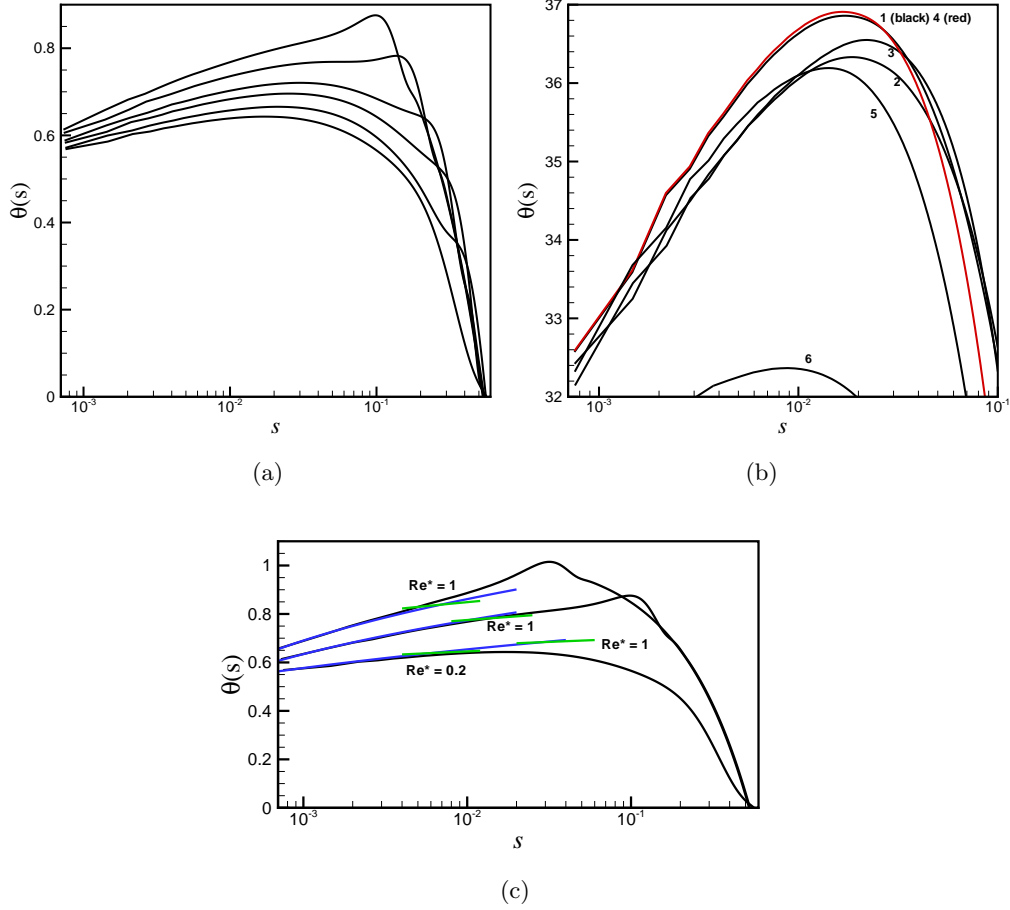 0.8
0.6
0.4
0.2
0
θ(s)
10-3
10-2
10-1
s
(a)
37
36
35
34
33
32
θ(s)
1 (black) 4 (red)
3
2
5
6
10-3
10-2
10-1
s
(b)
1
0.8
0.6
0.4
0.2
0
θ(s)
Re* = 1
Re* = 1
Re* = 1
Re* = 0.2
10-3
10-2
10-1
s
(c)